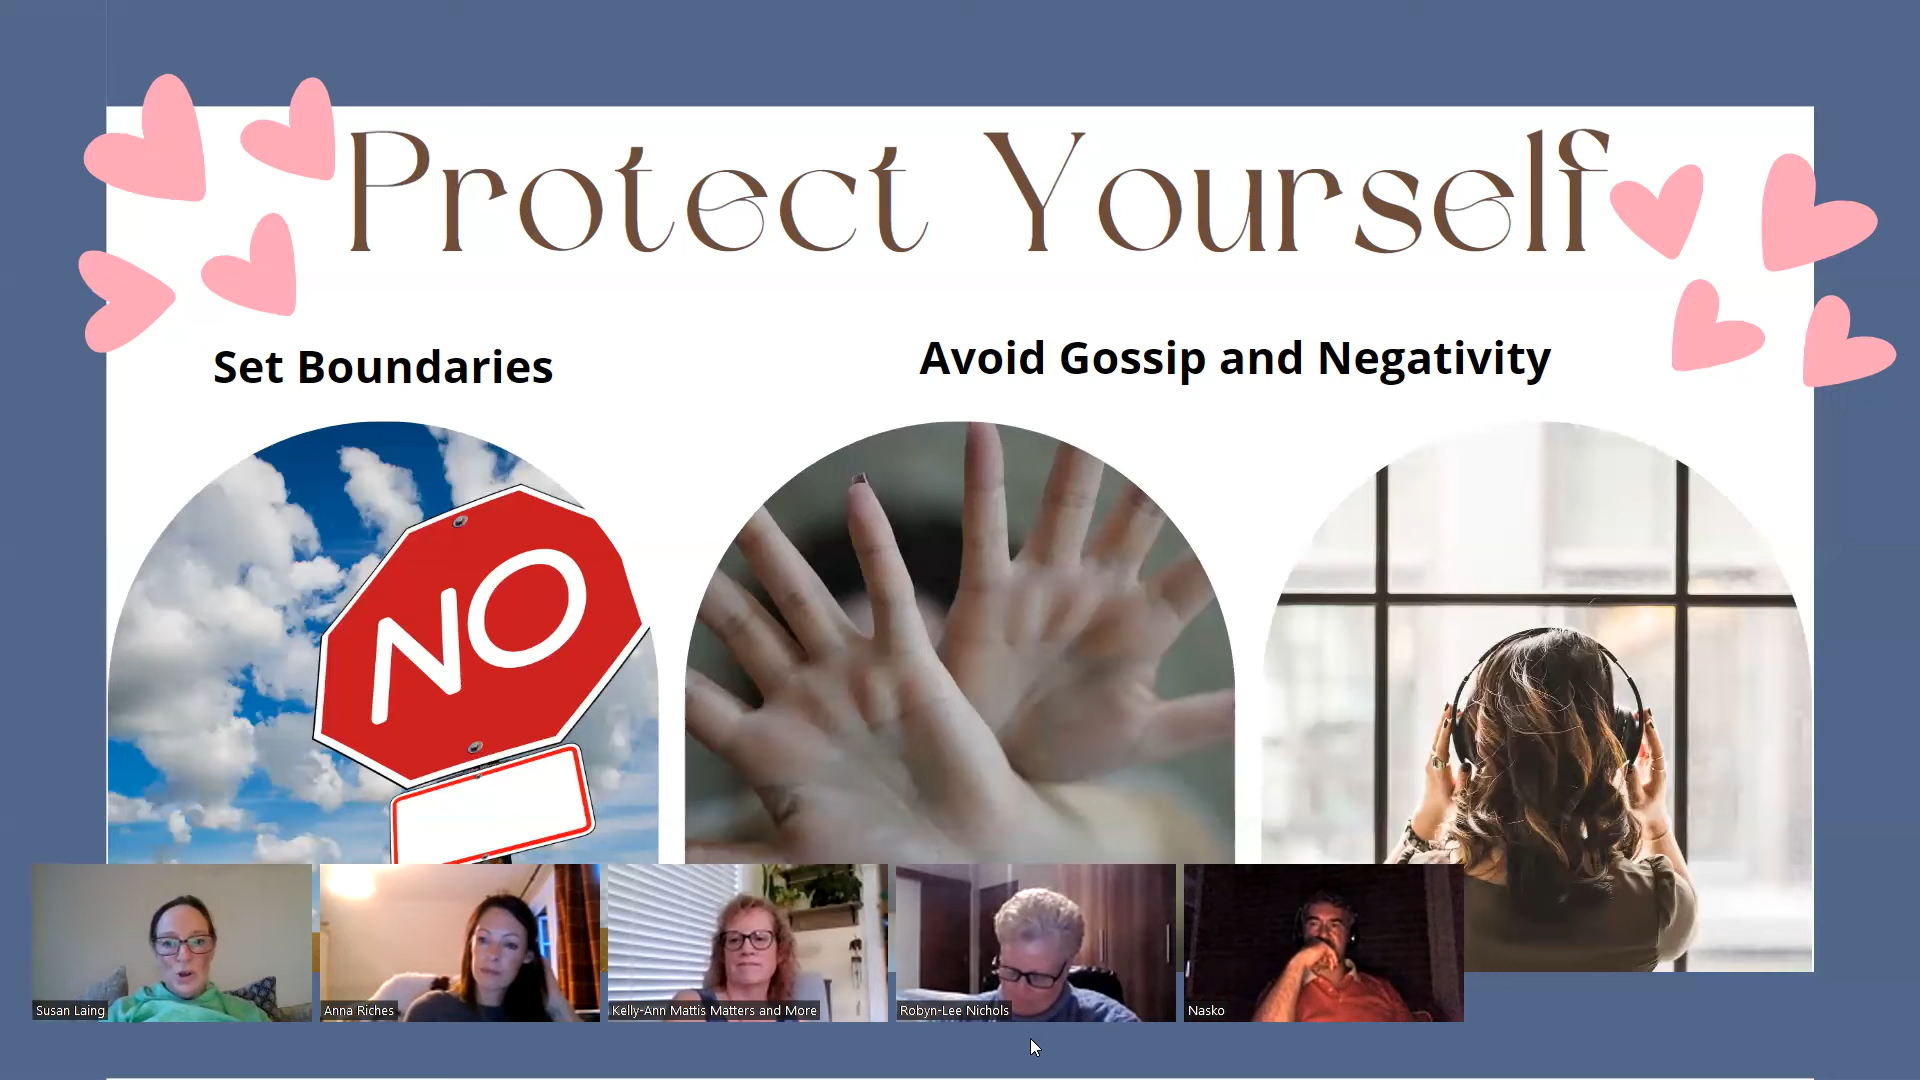 Protect Yourself
Set Boundaries
Avoid Gossip and Negativity
NO
Susan Laing
Anna Riches
Kelly-Ann Mattis Matters and More
Robyn-Lee Nichols
Nasko